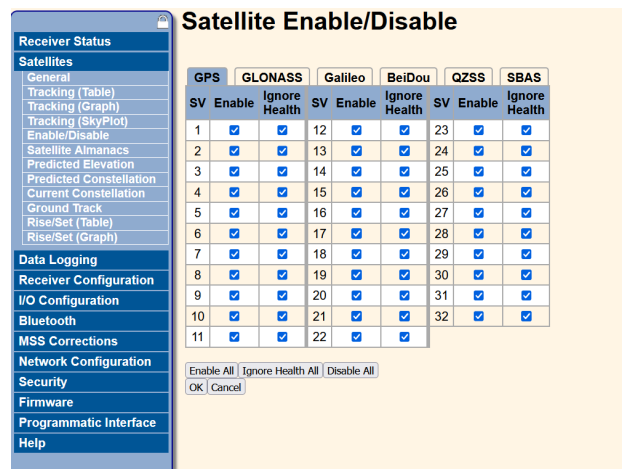 Satellite Enable/Disable
Receiver Status
Satellites
General
Tracking (Table)
Tracking (Graph)
Tracking (SkyPlot)
Enable/Disable
Satellite Almanacs
Predicted Elevation
Predicted Constellation
Current Constellation
Ground Track
Rise/Set (Table)
Rise/Set (Graph)
Data Logging
Receiver Configuration
I/O Configuration
Bluetooth
MSS Corrections
Network Configuration
Security
Firmware
Programmatic Interface
Help
GPS GLONASS Galileo BeiDou QZSS SBAS
SV Enable Ignore Health SV Enable Ignore Health SV Enable Ignore Health
1 12 23
2 13 24
3 14 25
4 15 26
5 16 27
6 17 28
7 18 29
8 19 30
9 20 31
10 21 32
11 22
Enable All Ignore Health All Disable All
OK Cancel